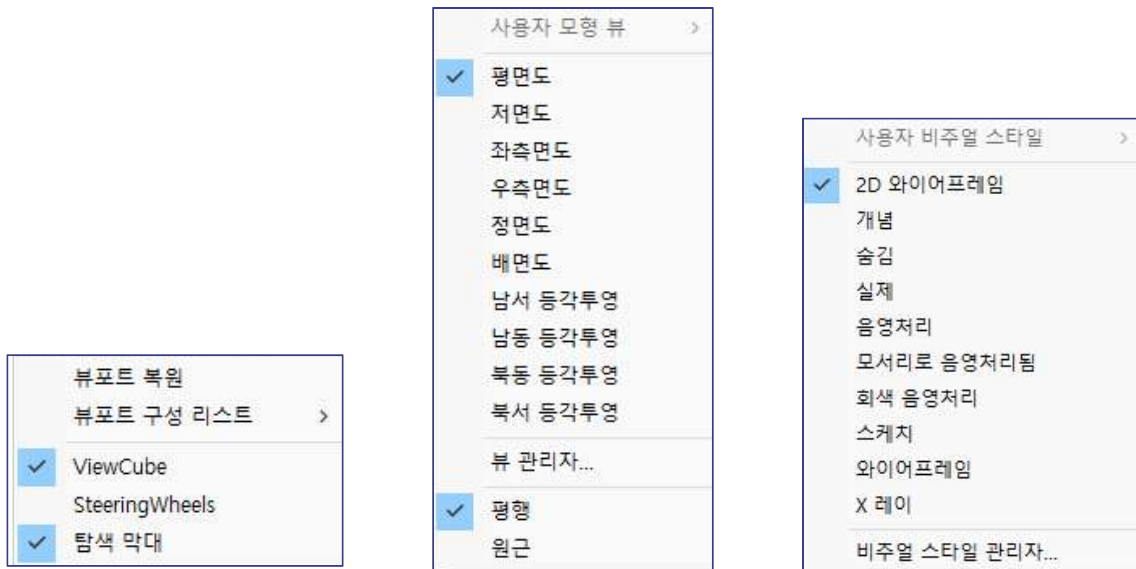 뷰포트 복원
뷰포트 구성 리스트
ViewCube
SteeringWheels
탐색 막대
사용자 모형 뷰
평면도
저면도
좌측면도
우측면도
정면도
배면도
남서 등각투영
남동 등각투영
북동 등각투영
북서 등각투영
뷰 관리자...
평행
원근
사용자 비주얼 스타일
2D 와이어프레임
개념
숨김
실제
음영처리
모서리로 음영처리됨
회색 음영처리
스케치
와이어프레임
X 레이
비주얼 스타일 관리자...